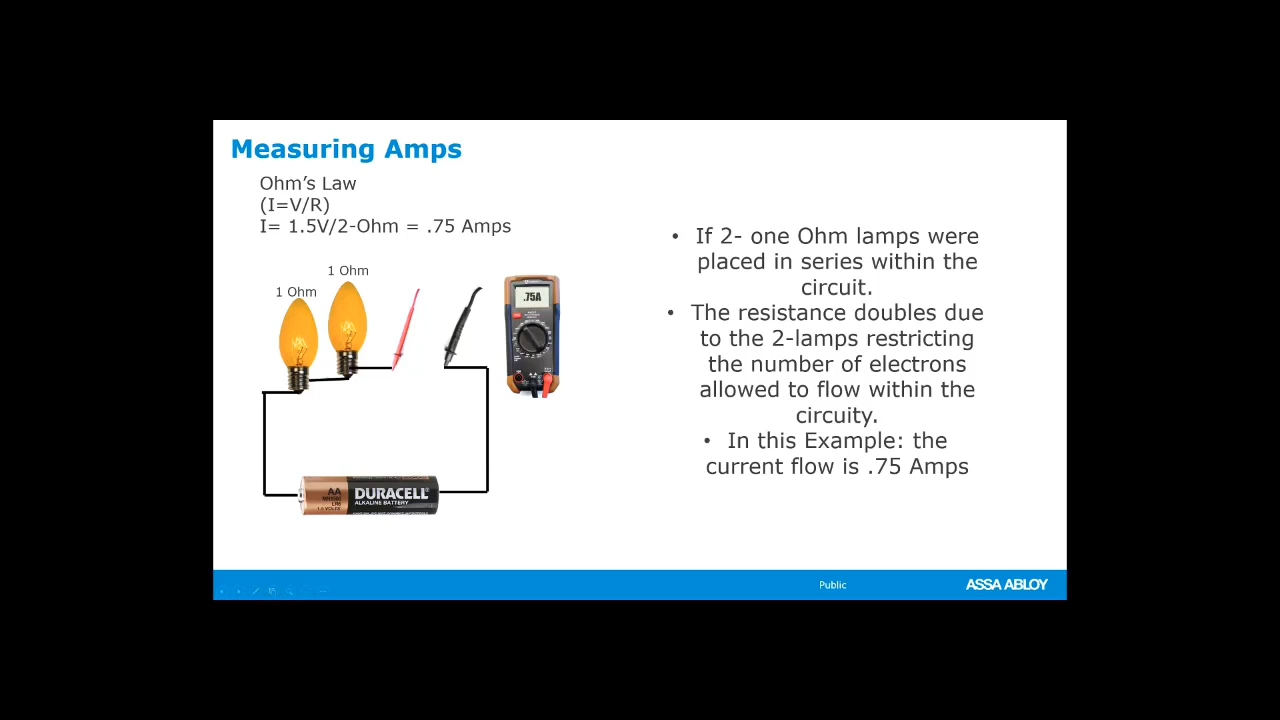 Measuring Amps
Ohm's Law
(I=V/R)
I= 1.5V/2-Ohm = .75 Amps
1 Ohm
1 Ohm
.75A
• If 2- one Ohm lamps were
placed in series within the
circuit.
• The resistance doubles due
to the 2-lamps restricting
the number of electrons
allowed to flow within the
circuity.
• In this Example: the
current flow is .75 Amps
AA
DURACELL
ALKALINE BATTERY
Public
ASSA ABLOY